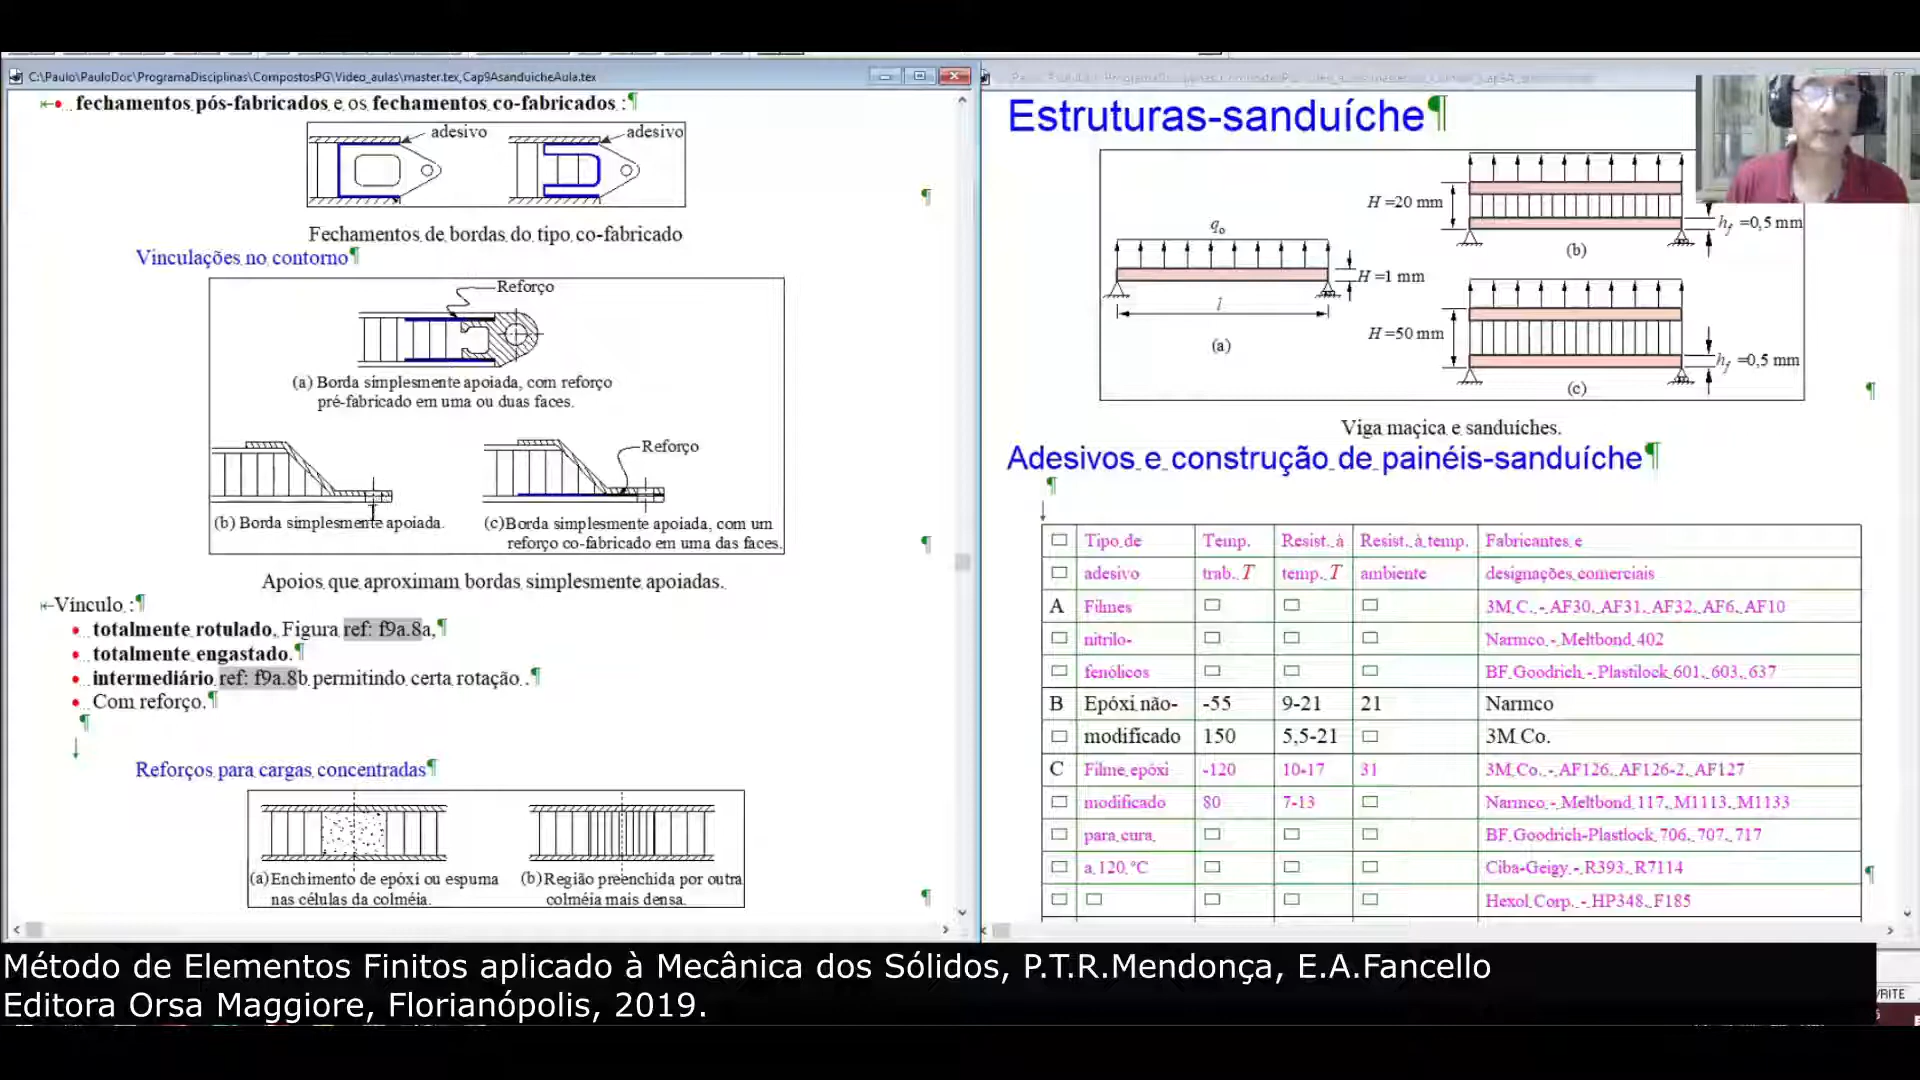 C:\Paulo\PauloDoc\ProgramaDisciplinas\CompostosPG\Video_aulas\master.tex,Cap9AsanduicheAula.tex
fechamentos pós-fabricados e os fechamentos co-fabricados :¶
adesivo
adesivo
Fechamentos de bordas do tipo co-fabricado
Vinculações no contorno¶
Reforço
(a) Borda simplesmente apoiada, com reforço
pré-fabricado em uma ou duas faces.
Reforço
(b) Borda simplesmente apoiada.
(c)Borda simplesmente apoiada, com um
reforço co-fabricado em uma das faces.
Apoios que aproximam bordas simplesmente apoiadas.
Vínculo :¶
• totalmente rotulado, Figura ref: f9a.8a,¶
• totalmente engastado.¶
• intermediário ref: f9a.8b permitindo certa rotação .¶
• Com reforço.¶
Reforços para cargas concentradas¶
(a)Enchimento de epóxi ou espuma
nas células da colméia.
(b)Região preenchida por outra
colméia mais densa.
Estruturas-sanduíche¶
q₀
H =1 mm
l
(a)
H =20 mm
h_f =0,5 mm
(b)
H =50 mm
h_f =0,5 mm
(c)
Viga maçica e sanduíches.
Adesivos e construção de painéis-sanduíche¶
Tipo de Temp. Resist. à Resist. à temp. Fabricantes e
adesivo trab. T temp. T ambiente designações comerciais
A Filmes 3M C. - AF30, AF31, AF32, AF6, AF10
nitrilo- Narmco - Meltbond 402
fenólicos BF Goodrich - Plastilock 601, 603, 637
B Epóxi não- -55 9-21 21 Narmco
modificado 150 5,5-21 3M Co.
C Filme epóxi -120 10-17 31 3M Co. - AF126, AF126-2, AF127
modificado 80 7-13 Narmco - Meltbond 117, M1113, M1133
para cura BF Goodrich-Plastlock 706, 707, 717
a 120 °C Ciba-Geigy - R393, R7114
Hexol Corp. - HP348, F185
Método de Elementos Finitos aplicado à Mecânica dos Sólidos, P.T.R.Mendonça, E.A.Fancello
Editora Orsa Maggiore, Florianópolis, 2019.